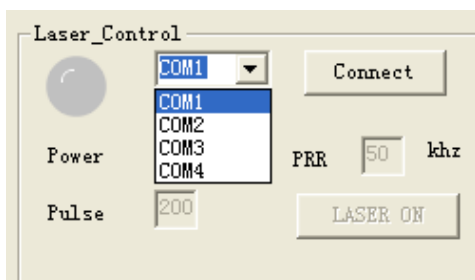 Laser_Control
COM1 Connect
COM1
COM2
COM3
COM4
Power PRR 50 khz
Pulse 200 LASER ON